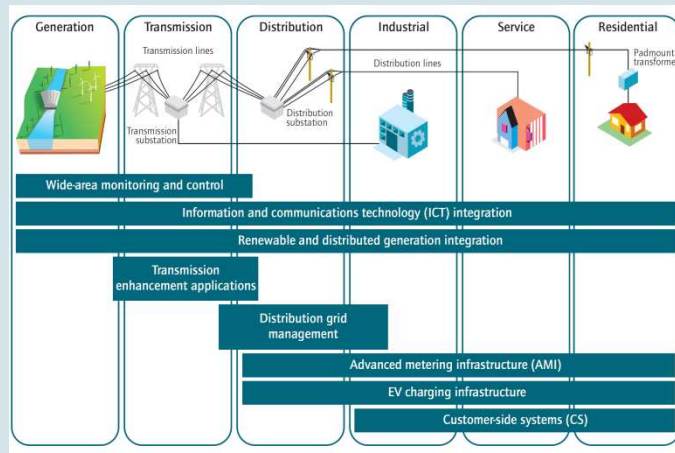 Generation
Transmission
Distribution
Industrial
Service
Residential
Transmission lines
Padmount
transforme
Distribution lines
Transmission
substation
Distribution
substation
Wide-area monitoring and control
Information and communications technology (ICT) integration
Renewable and distributed generation integration
Transmission
enhancement applications
Distribution grid
management
Advanced metering infrastructure (AMI)
EV charging infrastructure
Customer-side systems (CS)